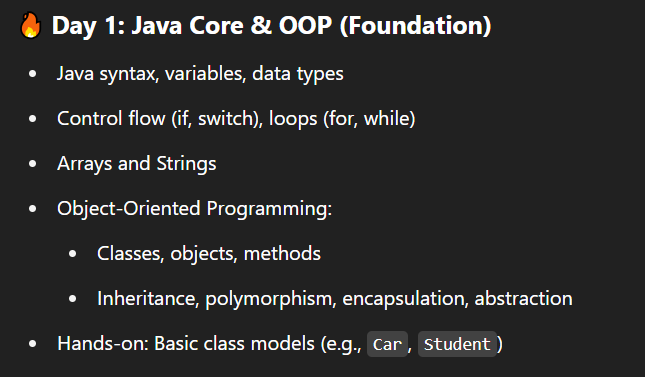 🔥 Day 1: Java Core & OOP (Foundation)
• Java syntax, variables, data types
• Control flow (if, switch), loops (for, while)
• Arrays and Strings
• Object-Oriented Programming:
• Classes, objects, methods
• Inheritance, polymorphism, encapsulation, abstraction
• Hands-on: Basic class models (e.g., Car, Student)